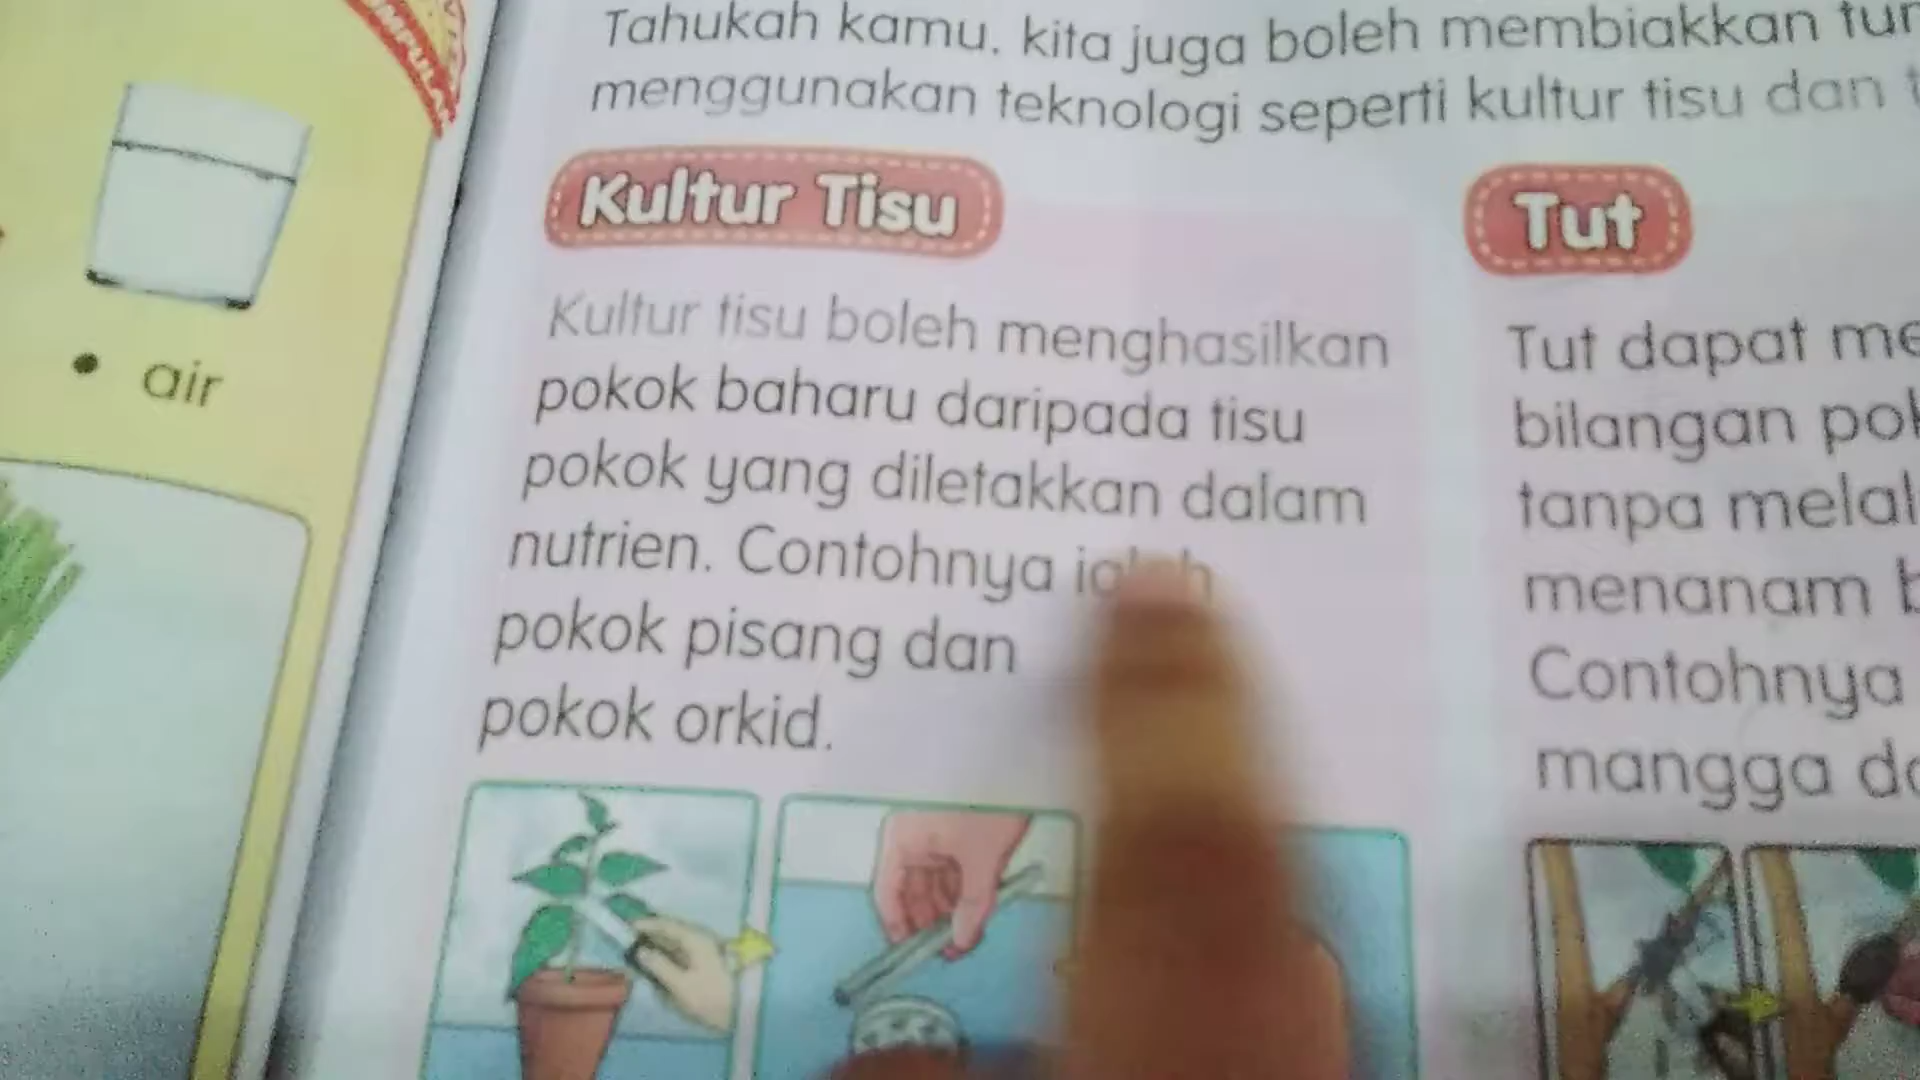 Tahukah kamu, kita juga boleh membiakkan
menggunakan teknologi seperti kultur tisu dan
Kultur Tisu
Kultur tisu boleh menghasilkan
pokok baharu daripada tisu
pokok yang diletakkan dalam
nutrien. Contohnya ialah
pokok pisang dan
pokok orkid.
Tut
Tut dapat
bilangan
tanpa
menanam
Contohnya
mangga
• air